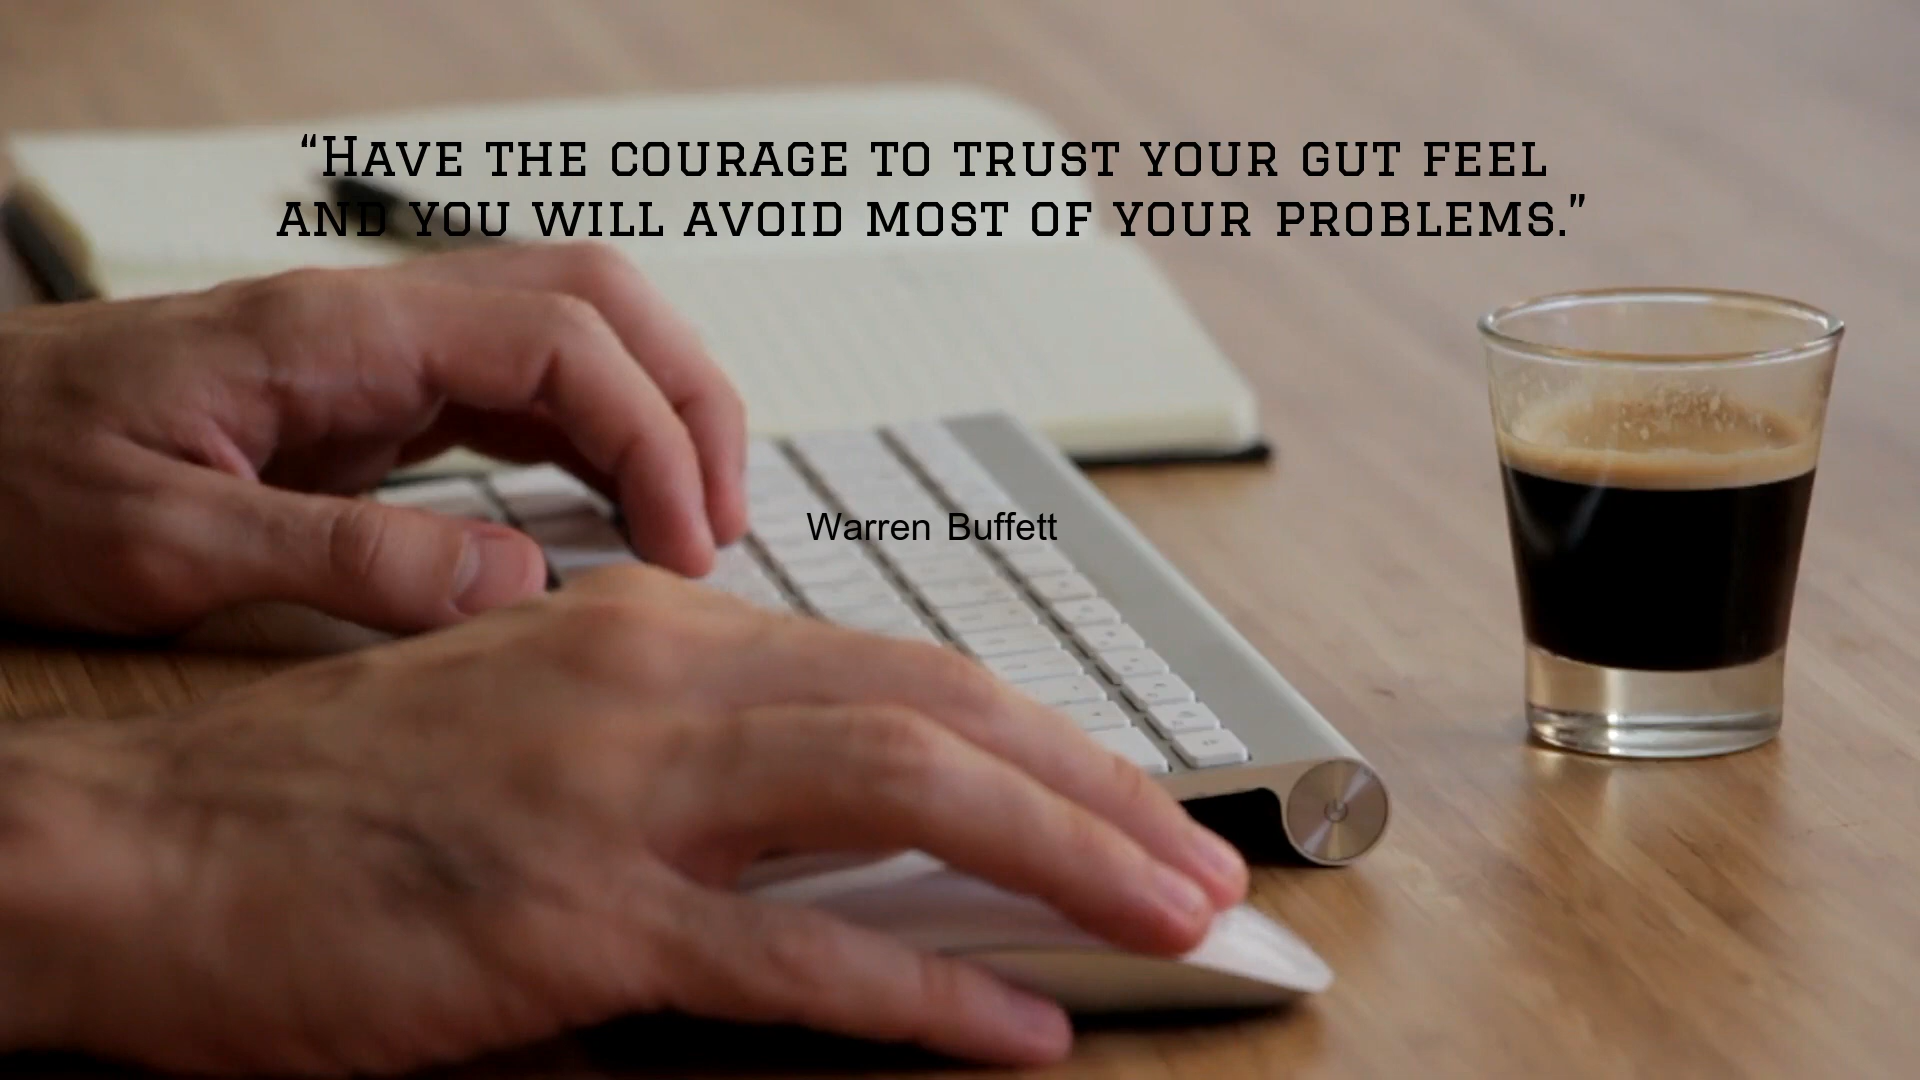 “Have the courage to trust your gut feel
and you will avoid most of your problems.”
Warren Buffett